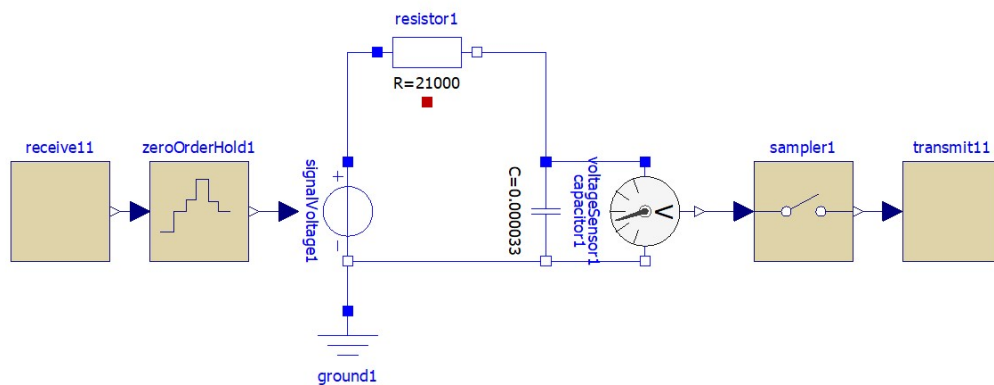 resistor1
R=21000
receive11
zeroOrderHold1
signalVoltage1
+
−
C=0.000033
capacitor1
voltageSensor1
V
sampler1
transmit11
ground1